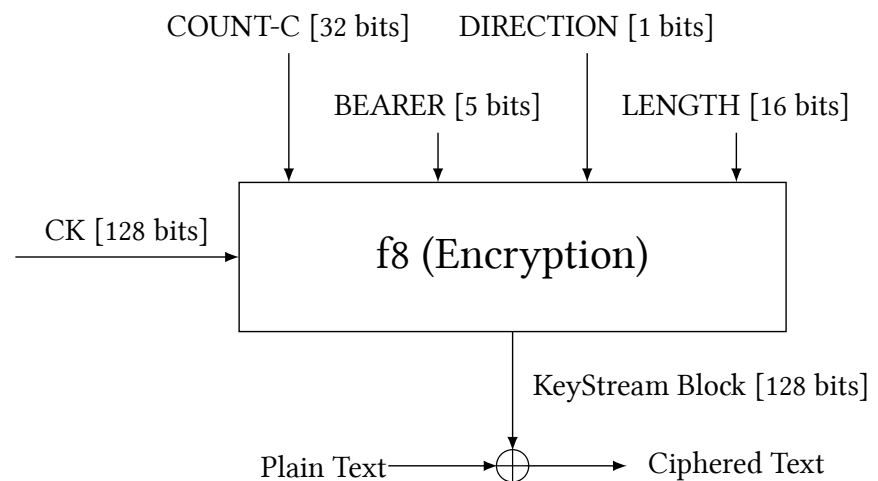 COUNT-C [32 bits]
DIRECTION [1 bits]
BEARER [5 bits]
LENGTH [16 bits]
CK [128 bits]
f8 (Encryption)
KeyStream Block [128 bits]
Plain Text
Ciphered Text